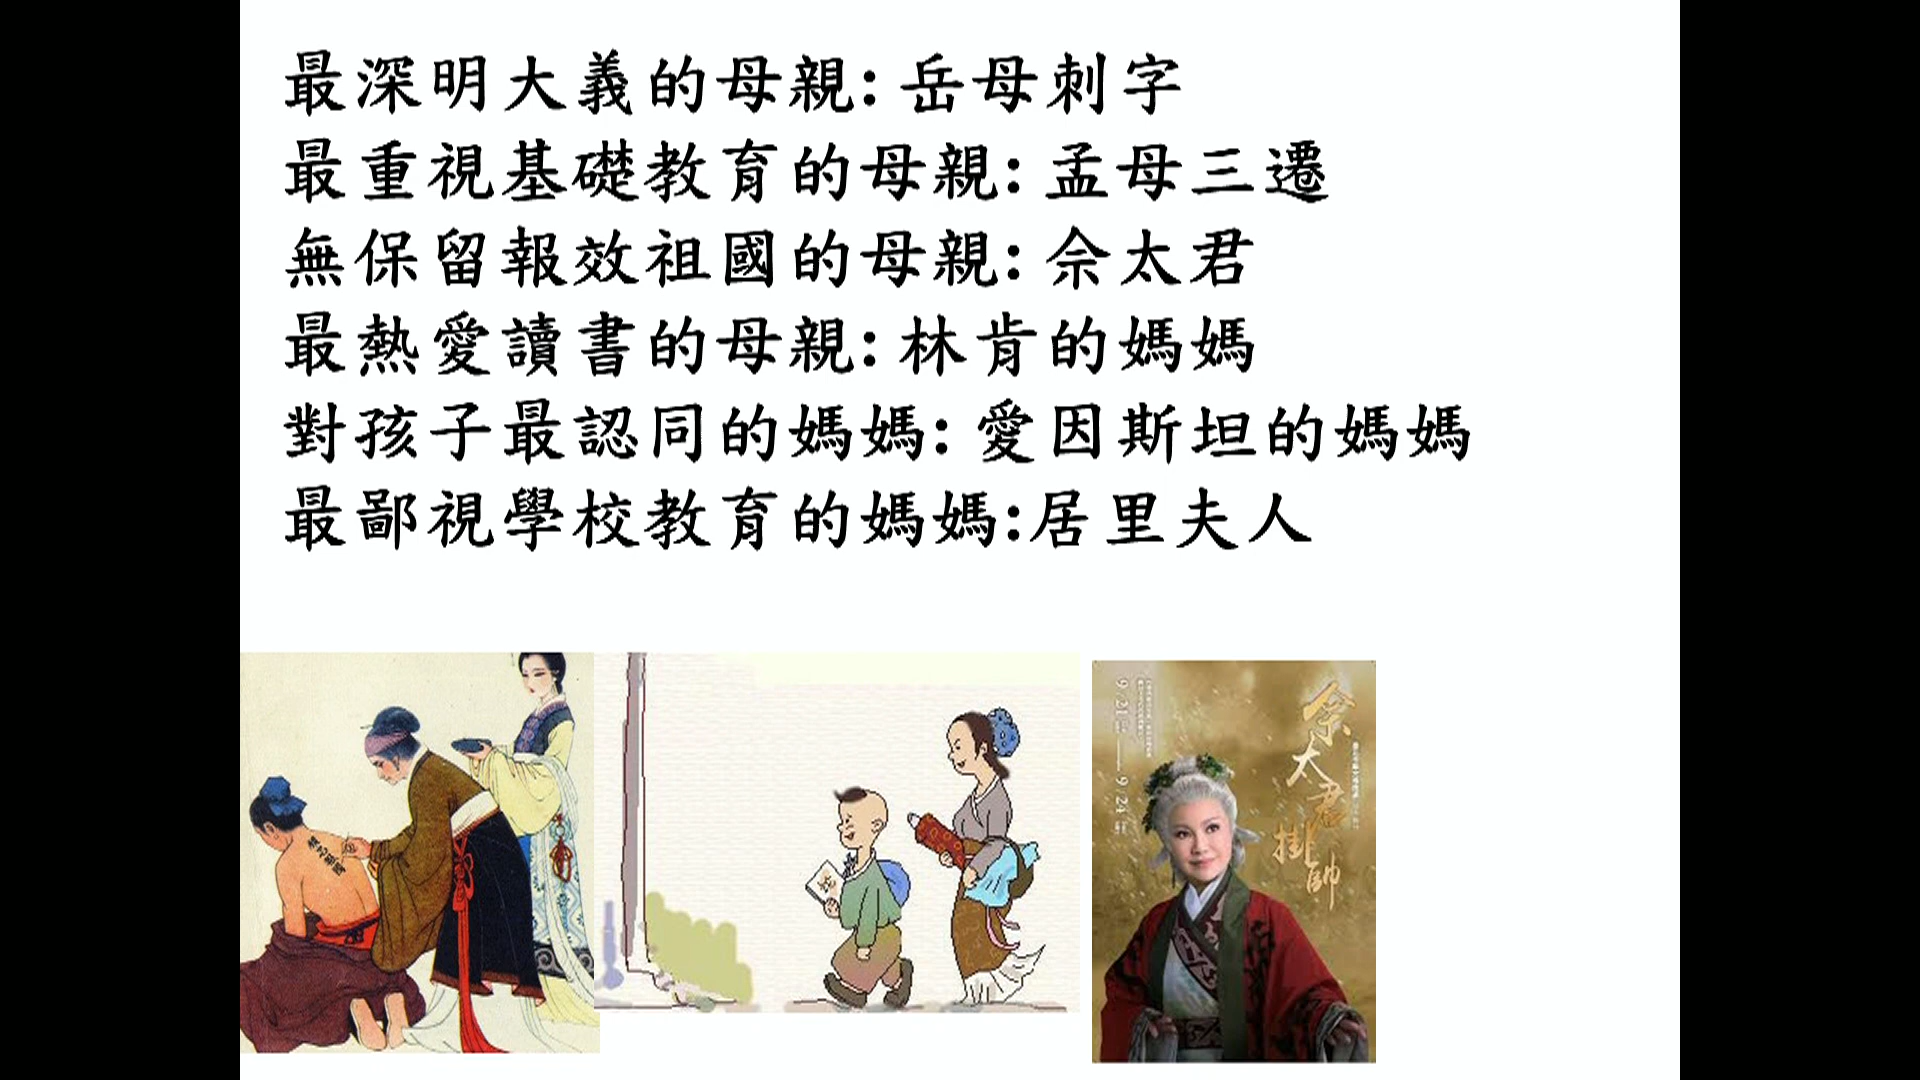 最深明大義的母親：岳母刺字
最重視基礎教育的母親：孟母三遷
無保留報效祖國的母親：佘太君
最熱愛讀書的母親：林肯的媽媽
對孩子最認同的媽媽：愛因斯坦的媽媽
最鄙視學校教育的媽媽：居里夫人
佘太君掛帥
9/21
9/24